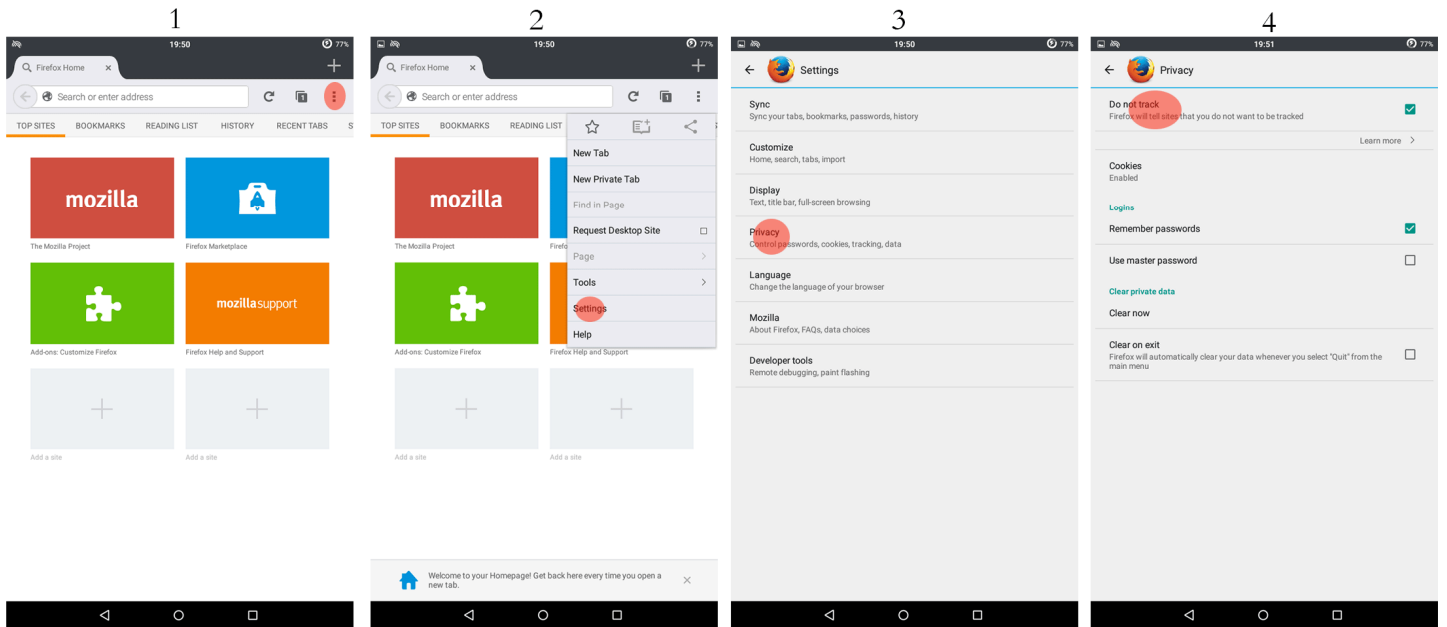 1
19:50
77%
Firefox Home
Search or enter address
1
TOP SITES BOOKMARKS READING LIST HISTORY RECENT TABS S
mozilla
The Mozilla Project
Firefox Marketplace
mozilla support
Add-ons: Customize Firefox
Firefox Help and Support
Add a site
Add a site
2
19:50
77%
Firefox Home
Search or enter address
1
TOP SITES BOOKMARKS READING LIST
New Tab
New Private Tab
Find in Page
Request Desktop Site
Page
Tools
Settings
Help
mozilla
The Mozilla Project
Firefo
Add-ons: Customize Firefox
Firefox Help and Support
Add a site
Add a site
Welcome to your Homepage! Get back here every time you open a
new tab.
3
19:50
77%
Settings
Sync
Sync your tabs, bookmarks, passwords, history
Customize
Home, search, tabs, import
Display
Text, title bar, full-screen browsing
Privacy
Control passwords, cookies, tracking, data
Language
Change the language of your browser
Mozilla
About Firefox, FAQs, data choices
Developer tools
Remote debugging, paint flashing
4
19:51
77%
Privacy
Do not track
Firefox will tell sites that you do not want to be tracked
Learn more
Cookies
Enabled
Logins
Remember passwords
Use master password
Clear private data
Clear now
Clear on exit
Firefox will automatically clear your data whenever you select "Quit" from the
main menu